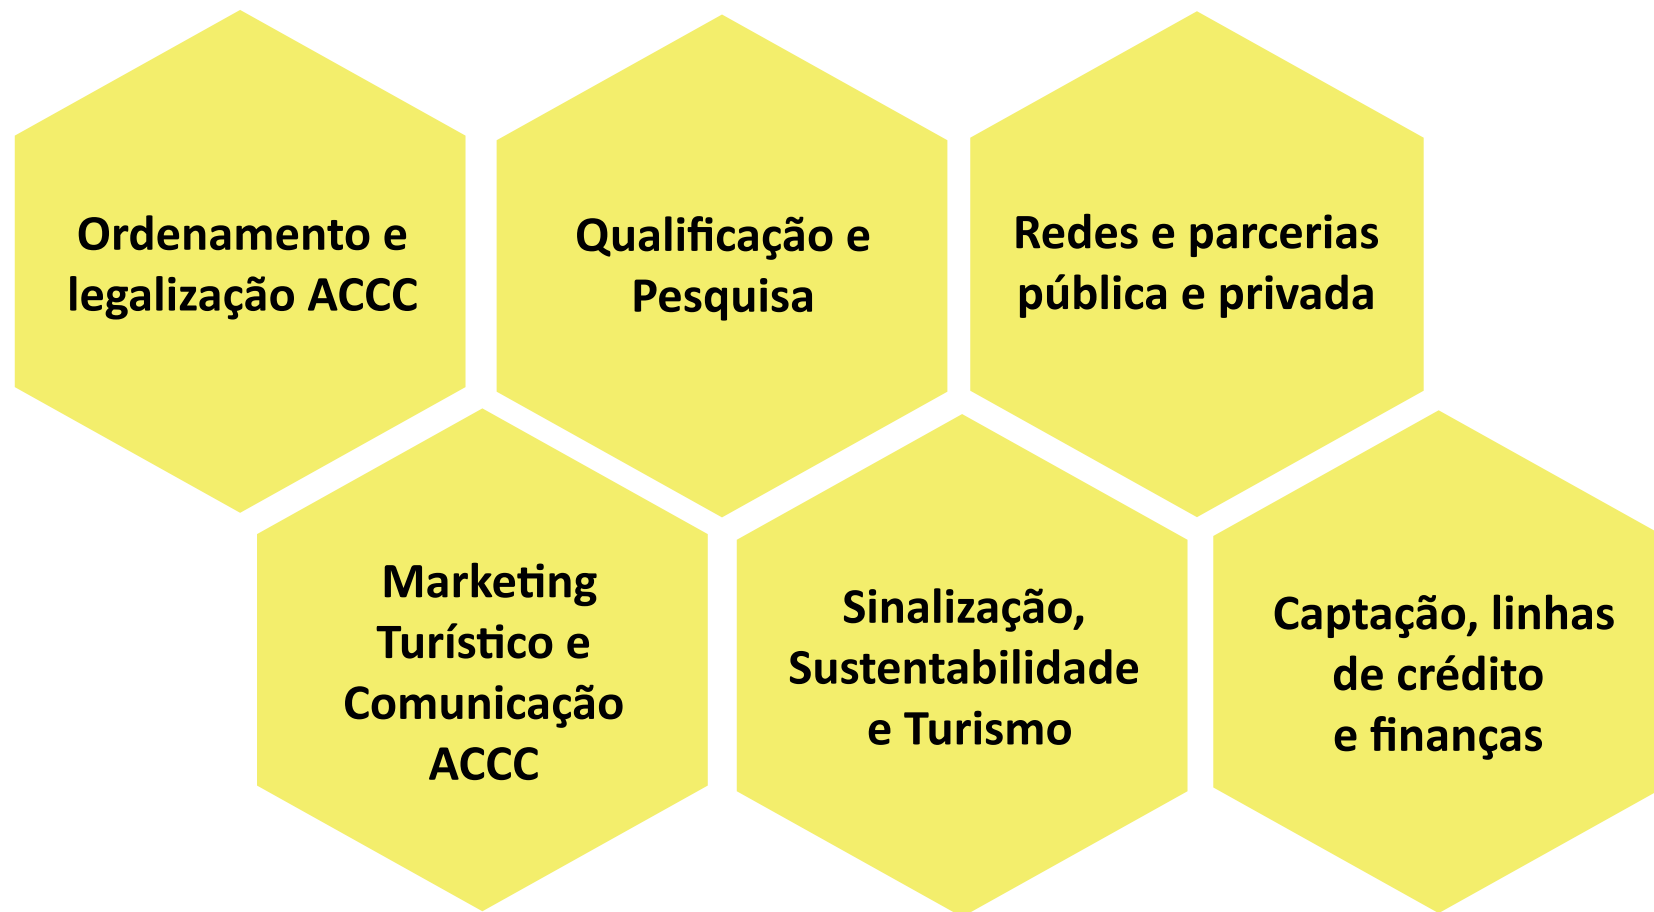 Ordenamento e
legalização ACCC
Qualificação e
Pesquisa
Redes e parcerias
pública e privada
Marketing
Turístico e
Comunicação
ACCC
Sinalização,
Sustentabilidade
e Turismo
Captação, linhas
de crédito
e finanças